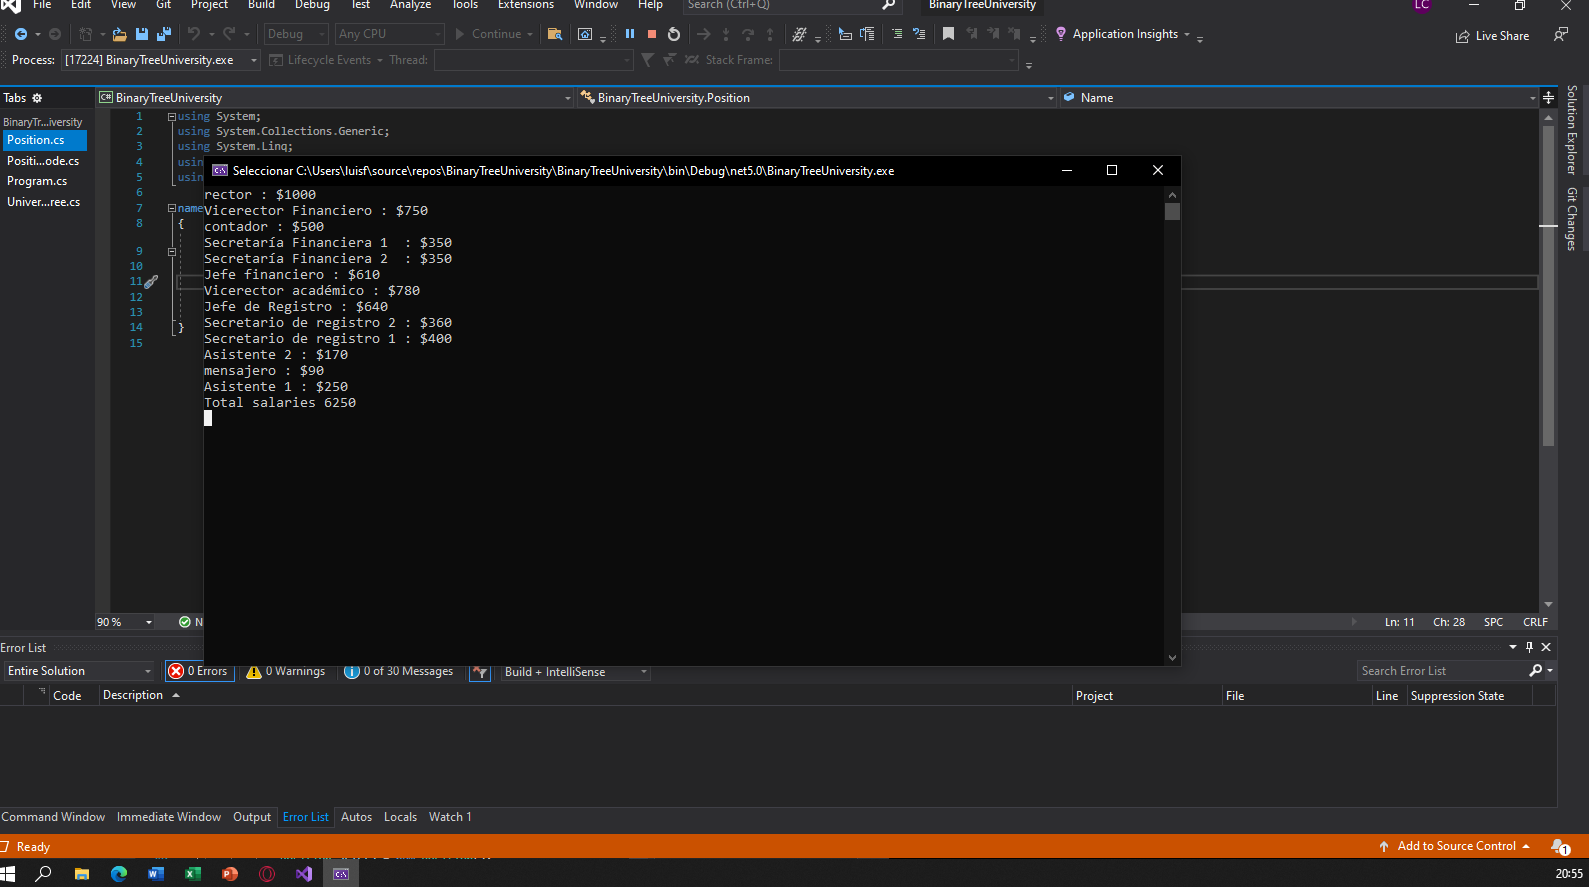 File Edit View Git Project Build Debug Test Analyze Tools Extensions Window Help Search (Ctrl+Q) BinaryTreeUniversity LC
Debug Any CPU Continue Application Insights Live Share
Process: [17224] BinaryTreeUniversity.exe Lifecycle Events Thread: Stack Frame:
Tabs C# BinaryTreeUniversity BinaryTreeUniversity.Position Name
BinaryTr...iversity
Position.cs
Positi...ode.cs
Program.cs
Univer...ree.cs
1 using System;
2 using System.Collections.Generic;
3 using System.Linq;
4 usin
5 usin
6
7 name
8 {
9
10
11
12
13
14 }
15
Seleccionar C:\Users\luisf\source\repos\BinaryTreeUniversity\BinaryTreeUniversity\bin\Debug\net5.0\BinaryTreeUniversity.exe
rector : $1000
Vicerector Financiero : $750
contador : $500
Secretaría Financiera 1  : $350
Secretaría Financiera 2  : $350
Jefe financiero : $610
Vicerector académico : $780
Jefe de Registro : $640
Secretario de registro 2 : $360
Secretario de registro 1 : $400
Asistente 2 : $170
mensajero : $90
Asistente 1 : $250
Total salaries 6250
Solution Explorer
Git Changes
90 % N Ln: 11 Ch: 28 SPC CRLF
Error List
Entire Solution 0 Errors 0 Warnings 0 of 30 Messages Build + IntelliSense Search Error List
Code Description Project File Line Suppression State
Command Window Immediate Window Output Error List Autos Locals Watch 1
Ready Add to Source Control 1
20:55